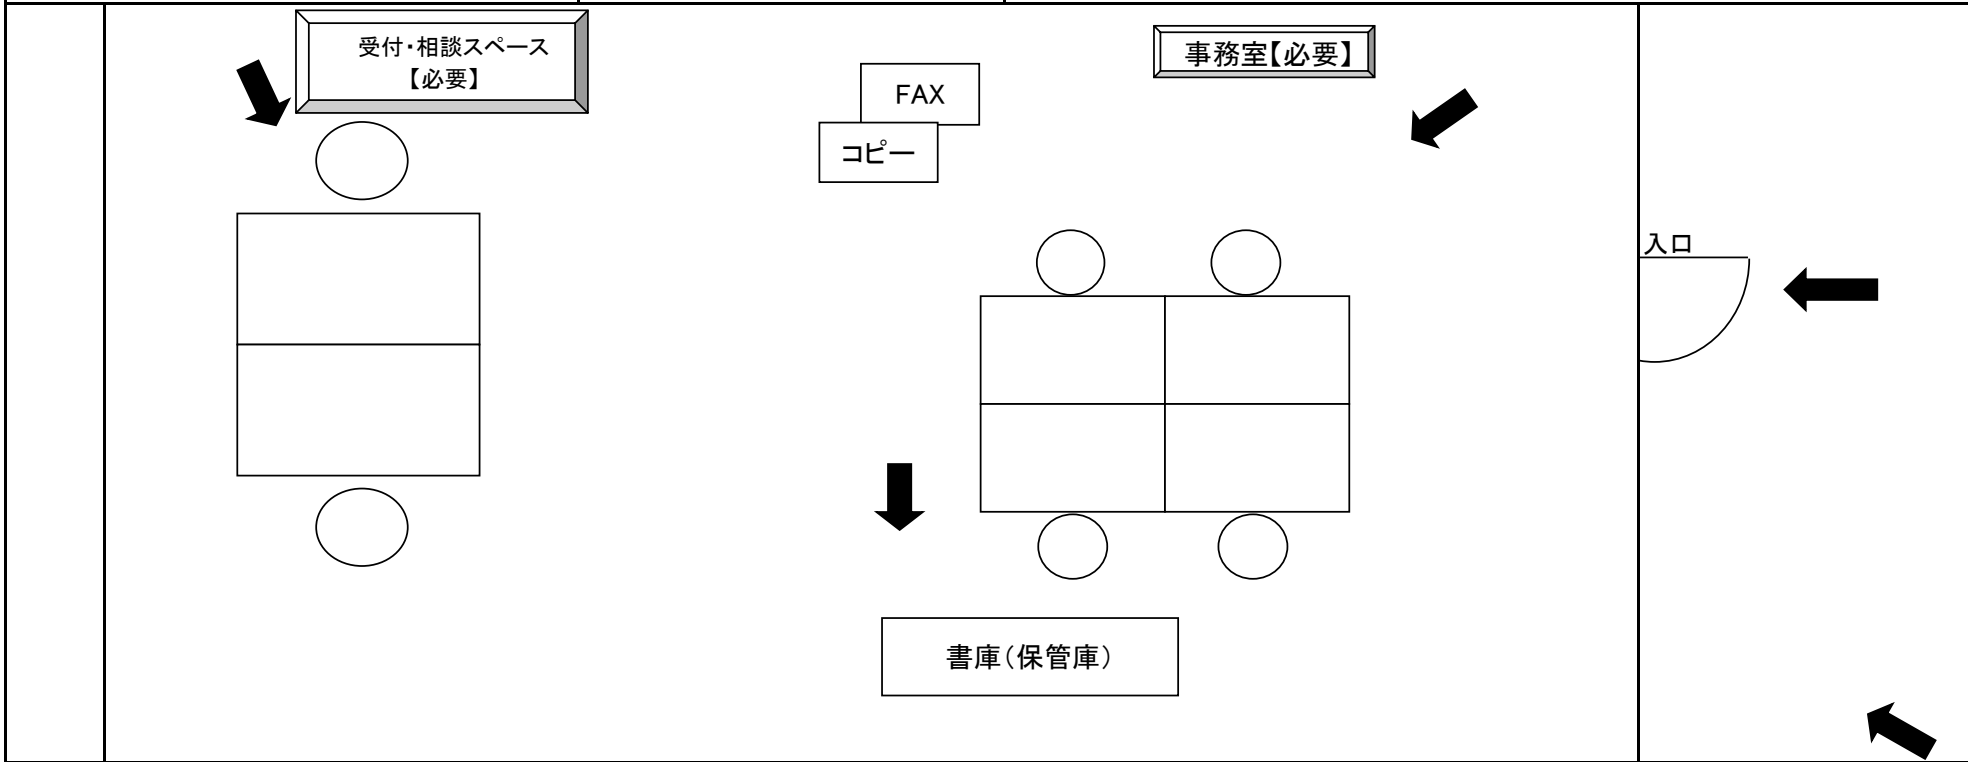 受付・相談スペース
【必要】
事務室【必要】
FAX
コピー
入口
書庫（保管庫）